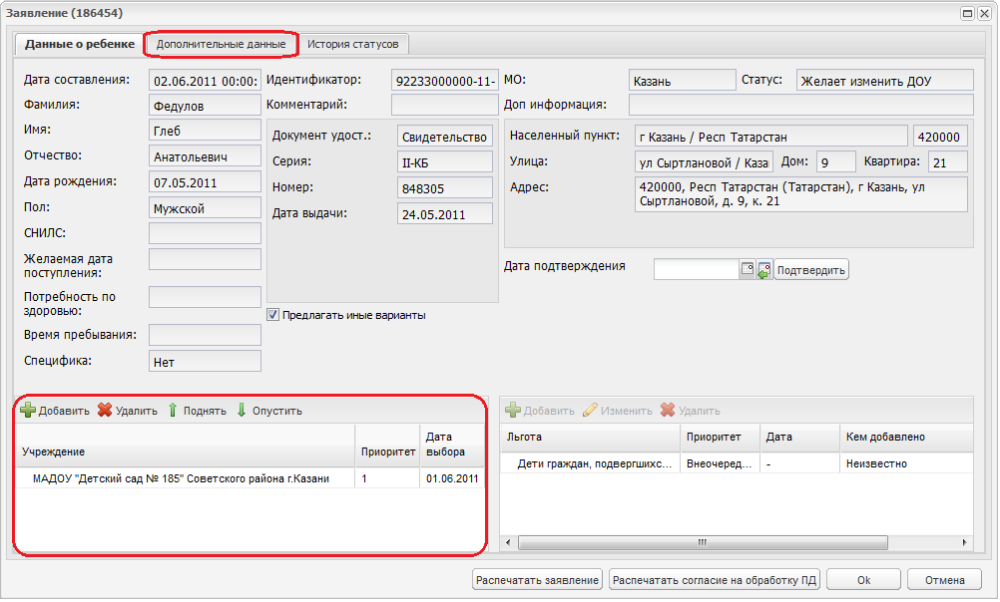 Заявление (186454)
Данные о ребенке
Дополнительные данные
История статусов
Дата составления: 02.06.2011 00:00:
Идентификатор: 92233000000-11-
МО: Казань
Статус: Желает изменить ДОУ
Фамилия: Федулов
Комментарий:
Доп информация:
Имя: Глеб
Документ удост.: Свидетельство
Населенный пункт: г Казань / Респ Татарстан 420000
Отчество: Анатольевич
Серия: II-КБ
Улица: ул Сыртлановой / Каза
Дом: 9
Квартира: 21
Дата рождения: 07.05.2011
Номер: 848305
Адрес: 420000, Респ Татарстан (Татарстан), г Казань, ул
Сыртлановой, д. 9, к. 21
Пол: Мужской
Дата выдачи: 24.05.2011
СНИЛС:
Желаемая дата
поступления:
Дата подтверждения
Подтвердить
Потребность по
здоровью:
Предлагать иные варианты
Время пребывания:
Специфика: Нет
Добавить Удалить Поднять Опустить
Учреждение Приоритет Дата
выбора
МАДОУ "Детский сад № 185" Советского района г.Казани 1 01.06.2011
Добавить Изменить Удалить
Льгота Приоритет Дата Кем добавлено
Дети граждан, подвергшихс... Внеочеред... - Неизвестно
Распечатать заявление
Распечатать согласие на обработку ПД
Ok
Отмена